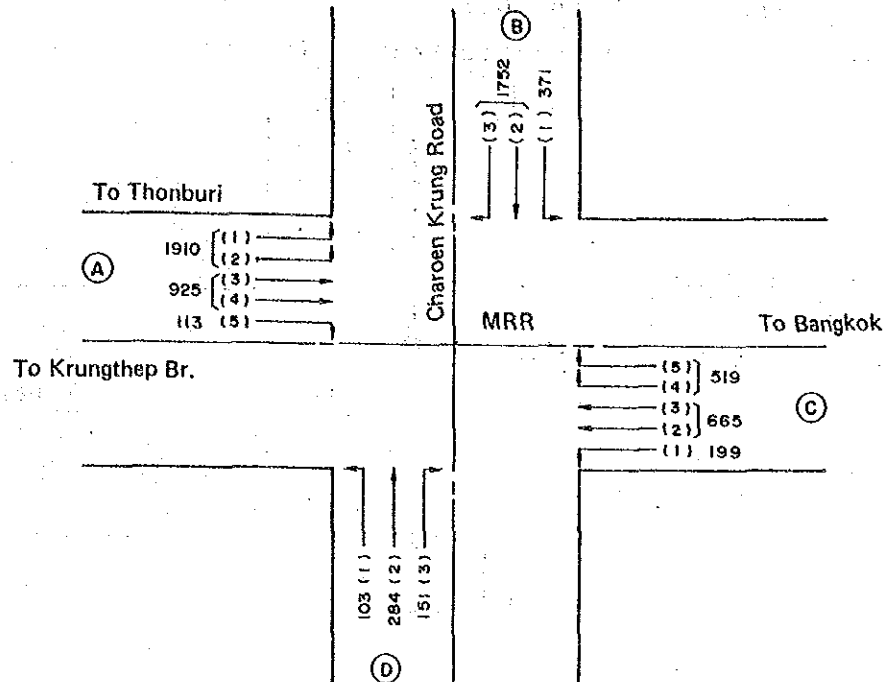 B
(3) (2) 1752
(1) 371
Charoen Krung Road
To Thonburi
A
1910 (1)
(2)
925 (3)
(4)
113 (5)
MRR
To Bangkok
To Krungthep Br.
(5) 519
(4)
(3) 665
(2)
(1) 199
C
103 (1)
284 (2)
151 (3)
D